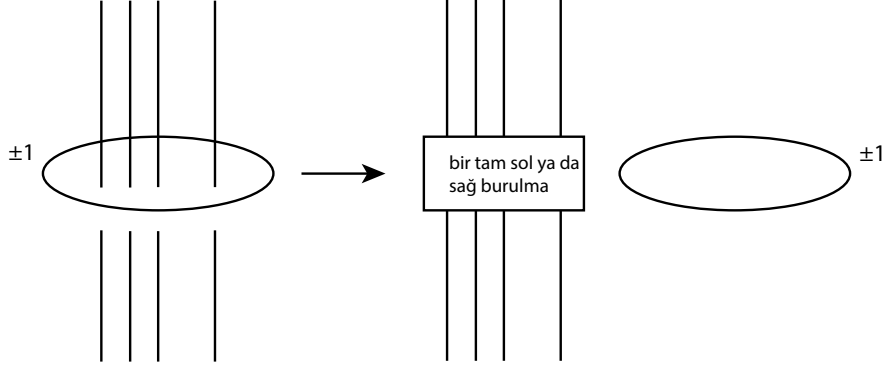 ±1
bir tam sol ya da
sağ burulma
±1